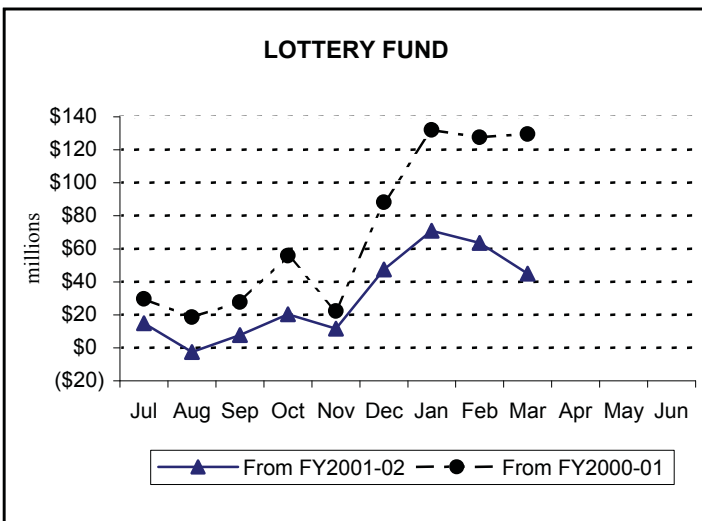 LOTTERY FUND
millions
$140
$120
$100
$80
$60
$40
$20
$0
($20)
Jul Aug Sep Oct Nov Dec Jan Feb Mar Apr May Jun
From FY2001-02 From FY2000-01